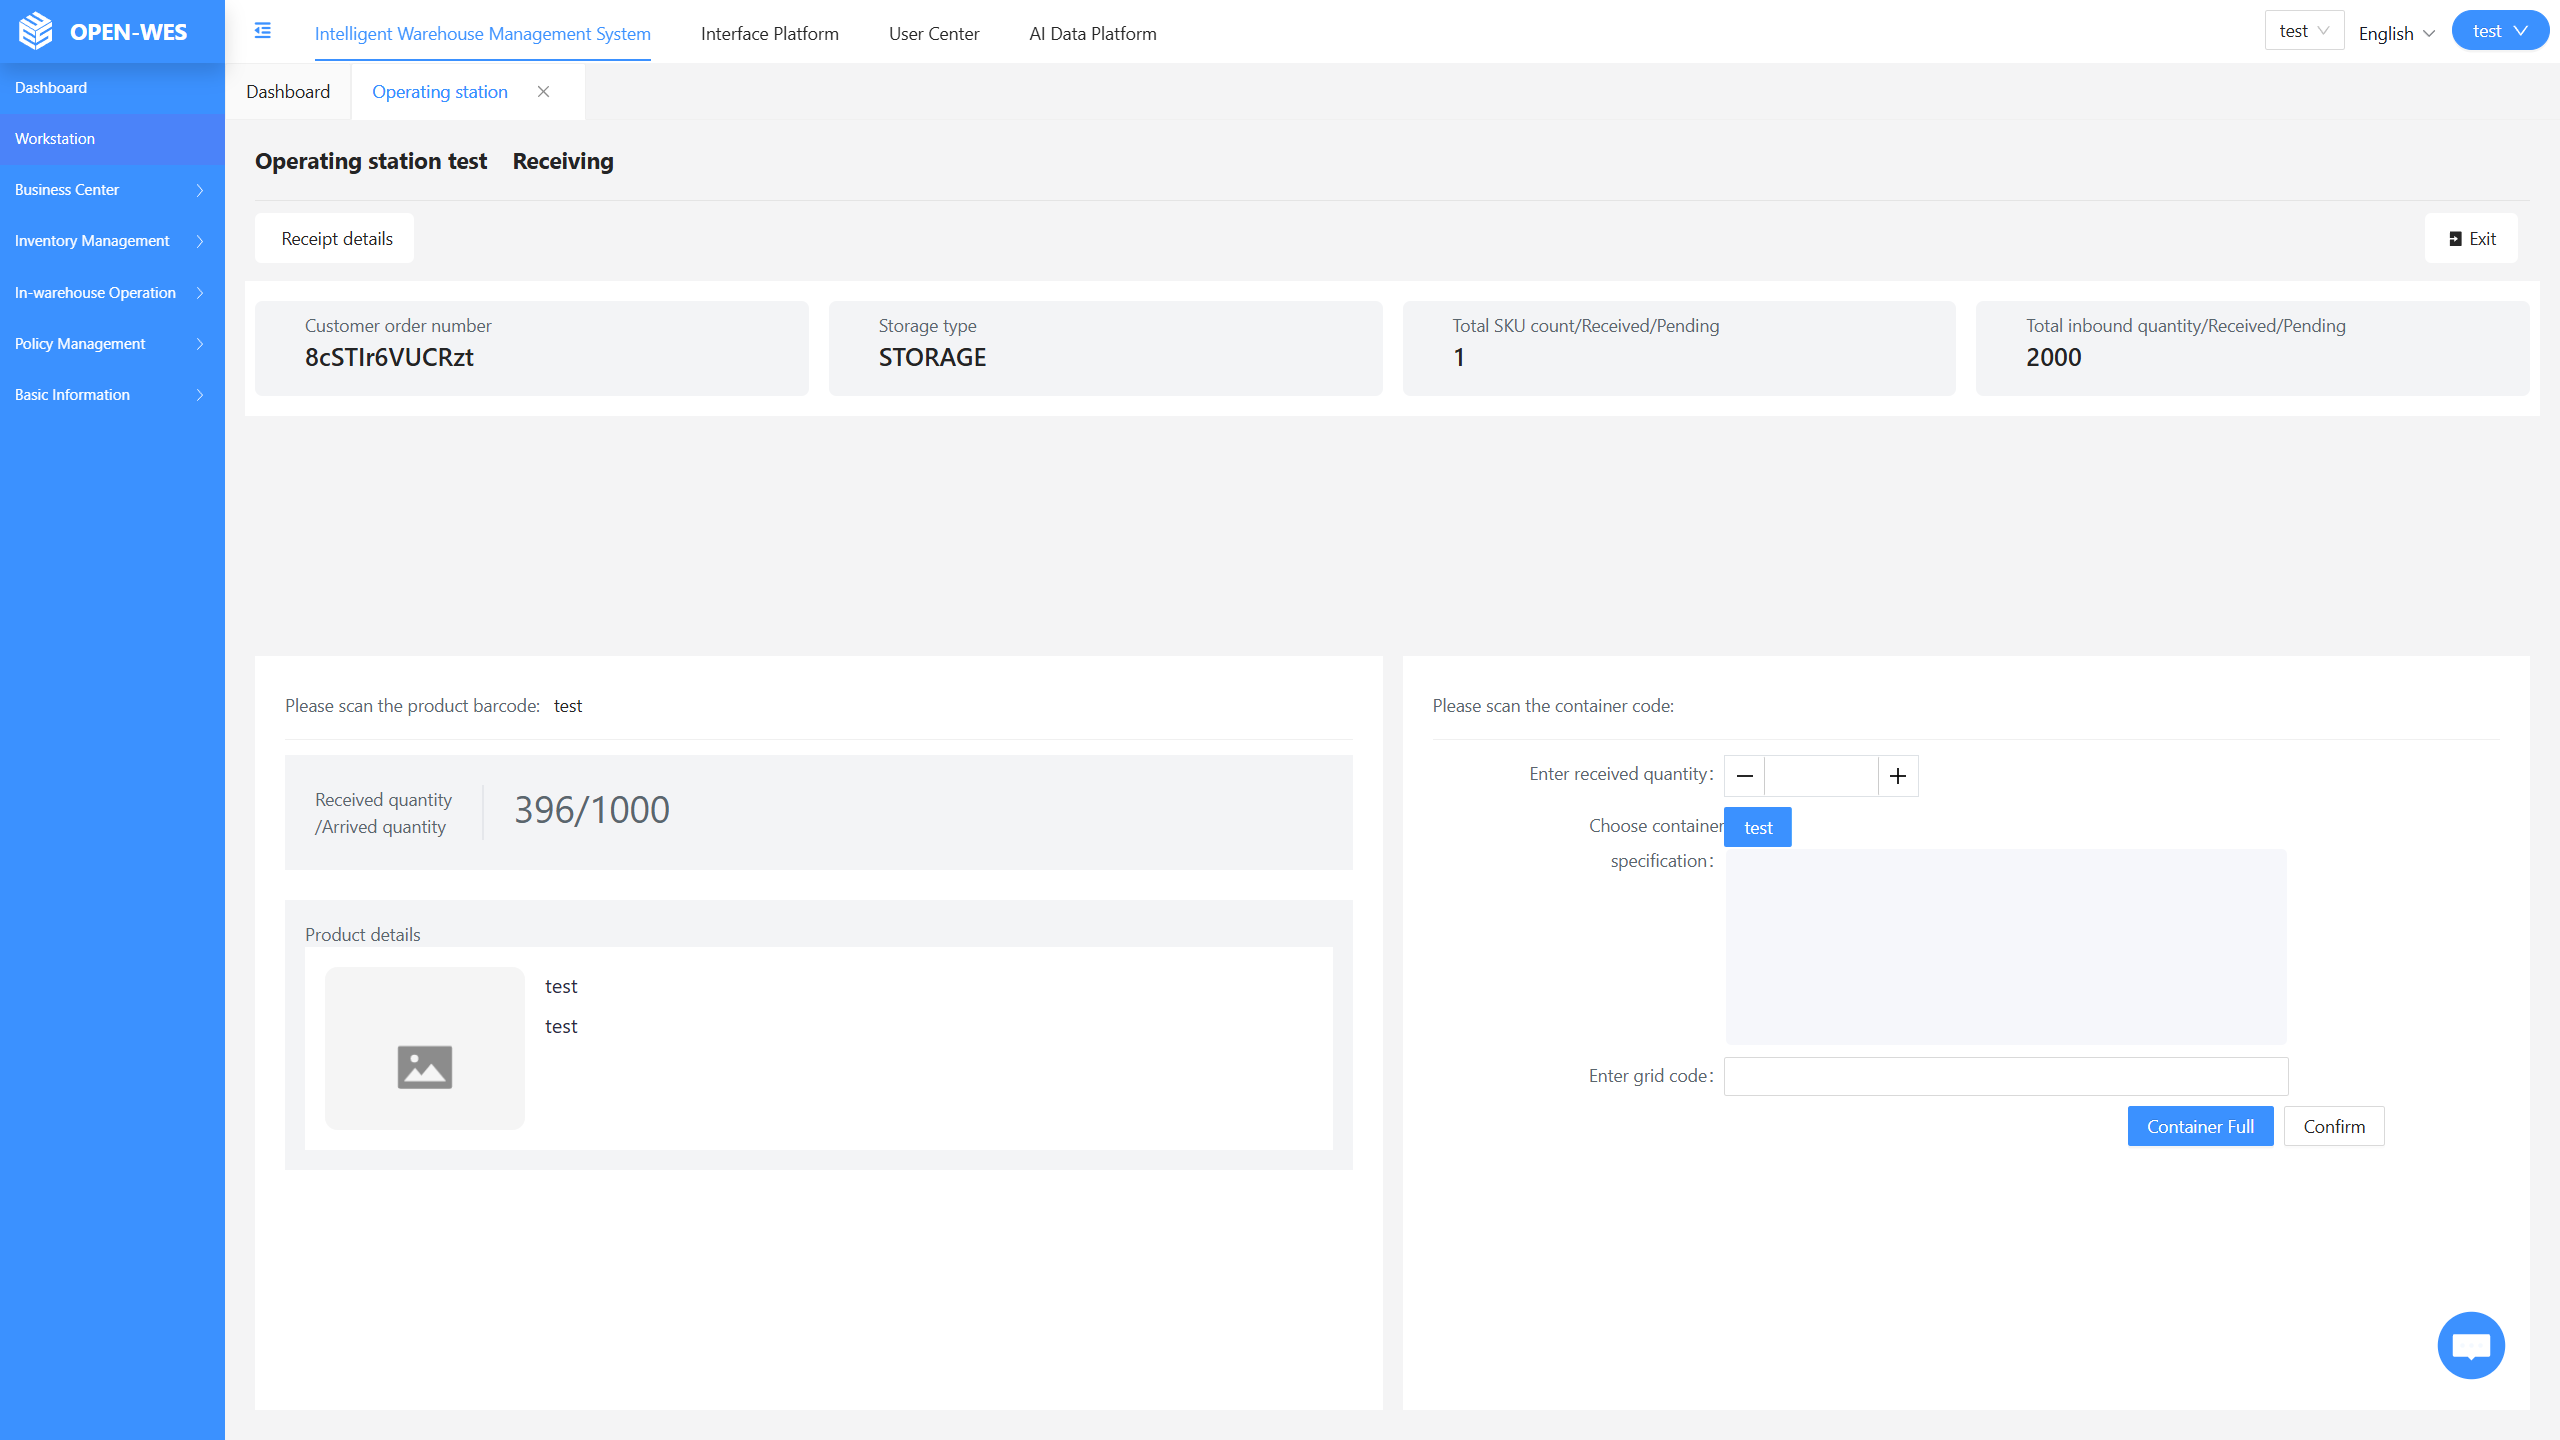 OPEN-WES
Intelligent Warehouse Management System
Interface Platform
User Center
AI Data Platform
test
English
test
Dashboard
Workstation
Business Center
Inventory Management
In-warehouse Operation
Policy Management
Basic Information
Dashboard
Operating station
Operating station test Receiving
Receipt details
Exit
Customer order number
8cSTIr6VUCRzt
Storage type
STORAGE
Total SKU count/Received/Pending
1
Total inbound quantity/Received/Pending
2000
Please scan the product barcode: test
Received quantity
/Arrived quantity
396/1000
Product details
test
test
Please scan the container code:
Enter received quantity:
Choose container
specification:
test
Enter grid code:
Container Full
Confirm